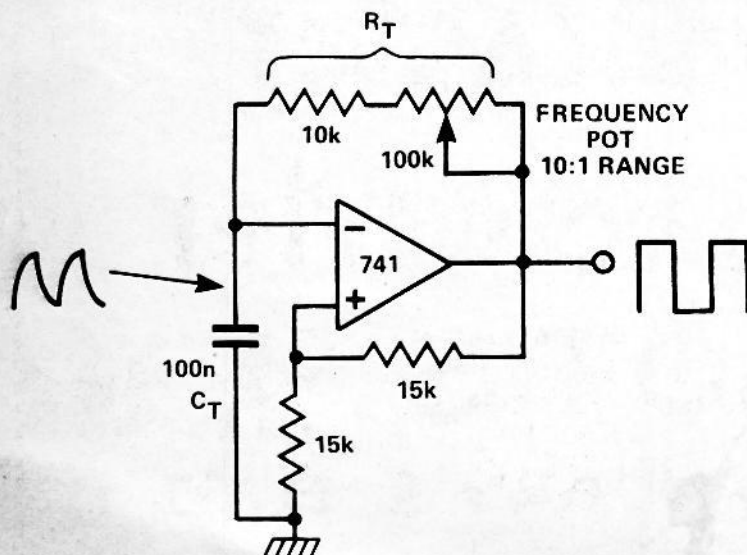 R_T
10k
100k
FREQUENCY
POT
10:1 RANGE
−
741
+
100n
C_T
15k
15k